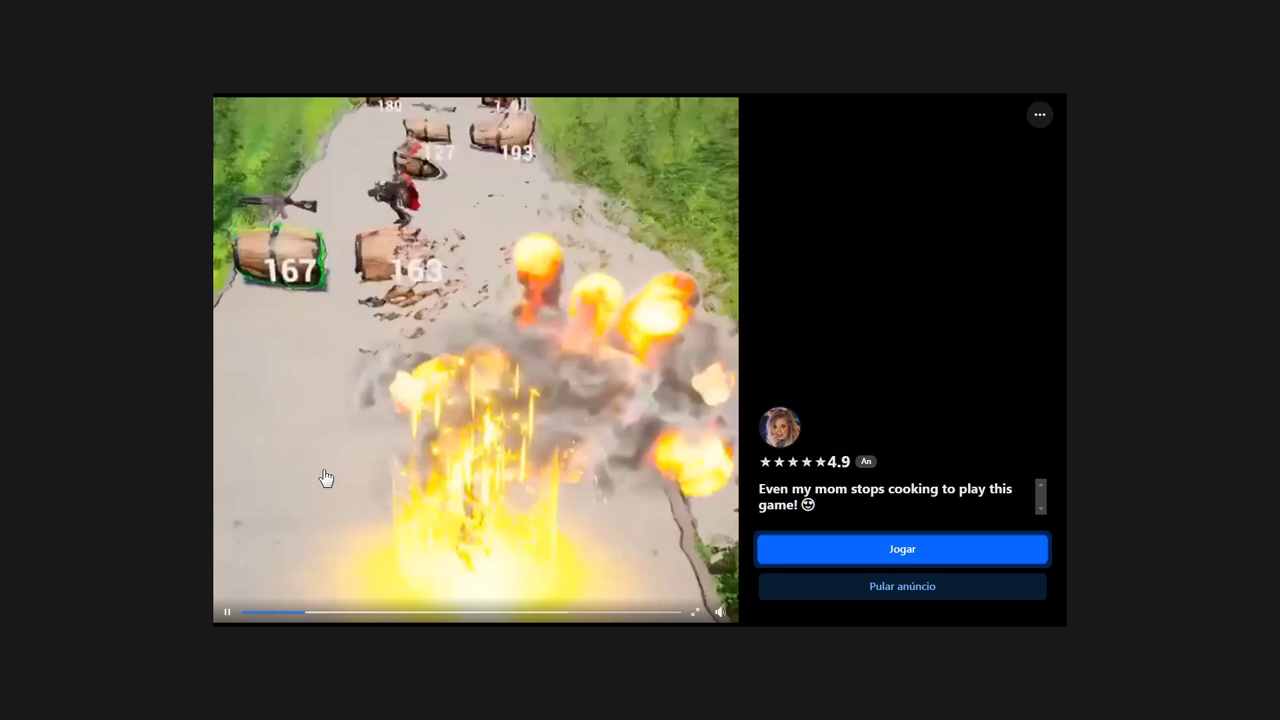 180
127
193
167
163
4.9 An
Even my mom stops cooking to play this
game!
Jogar
Pular anúncio